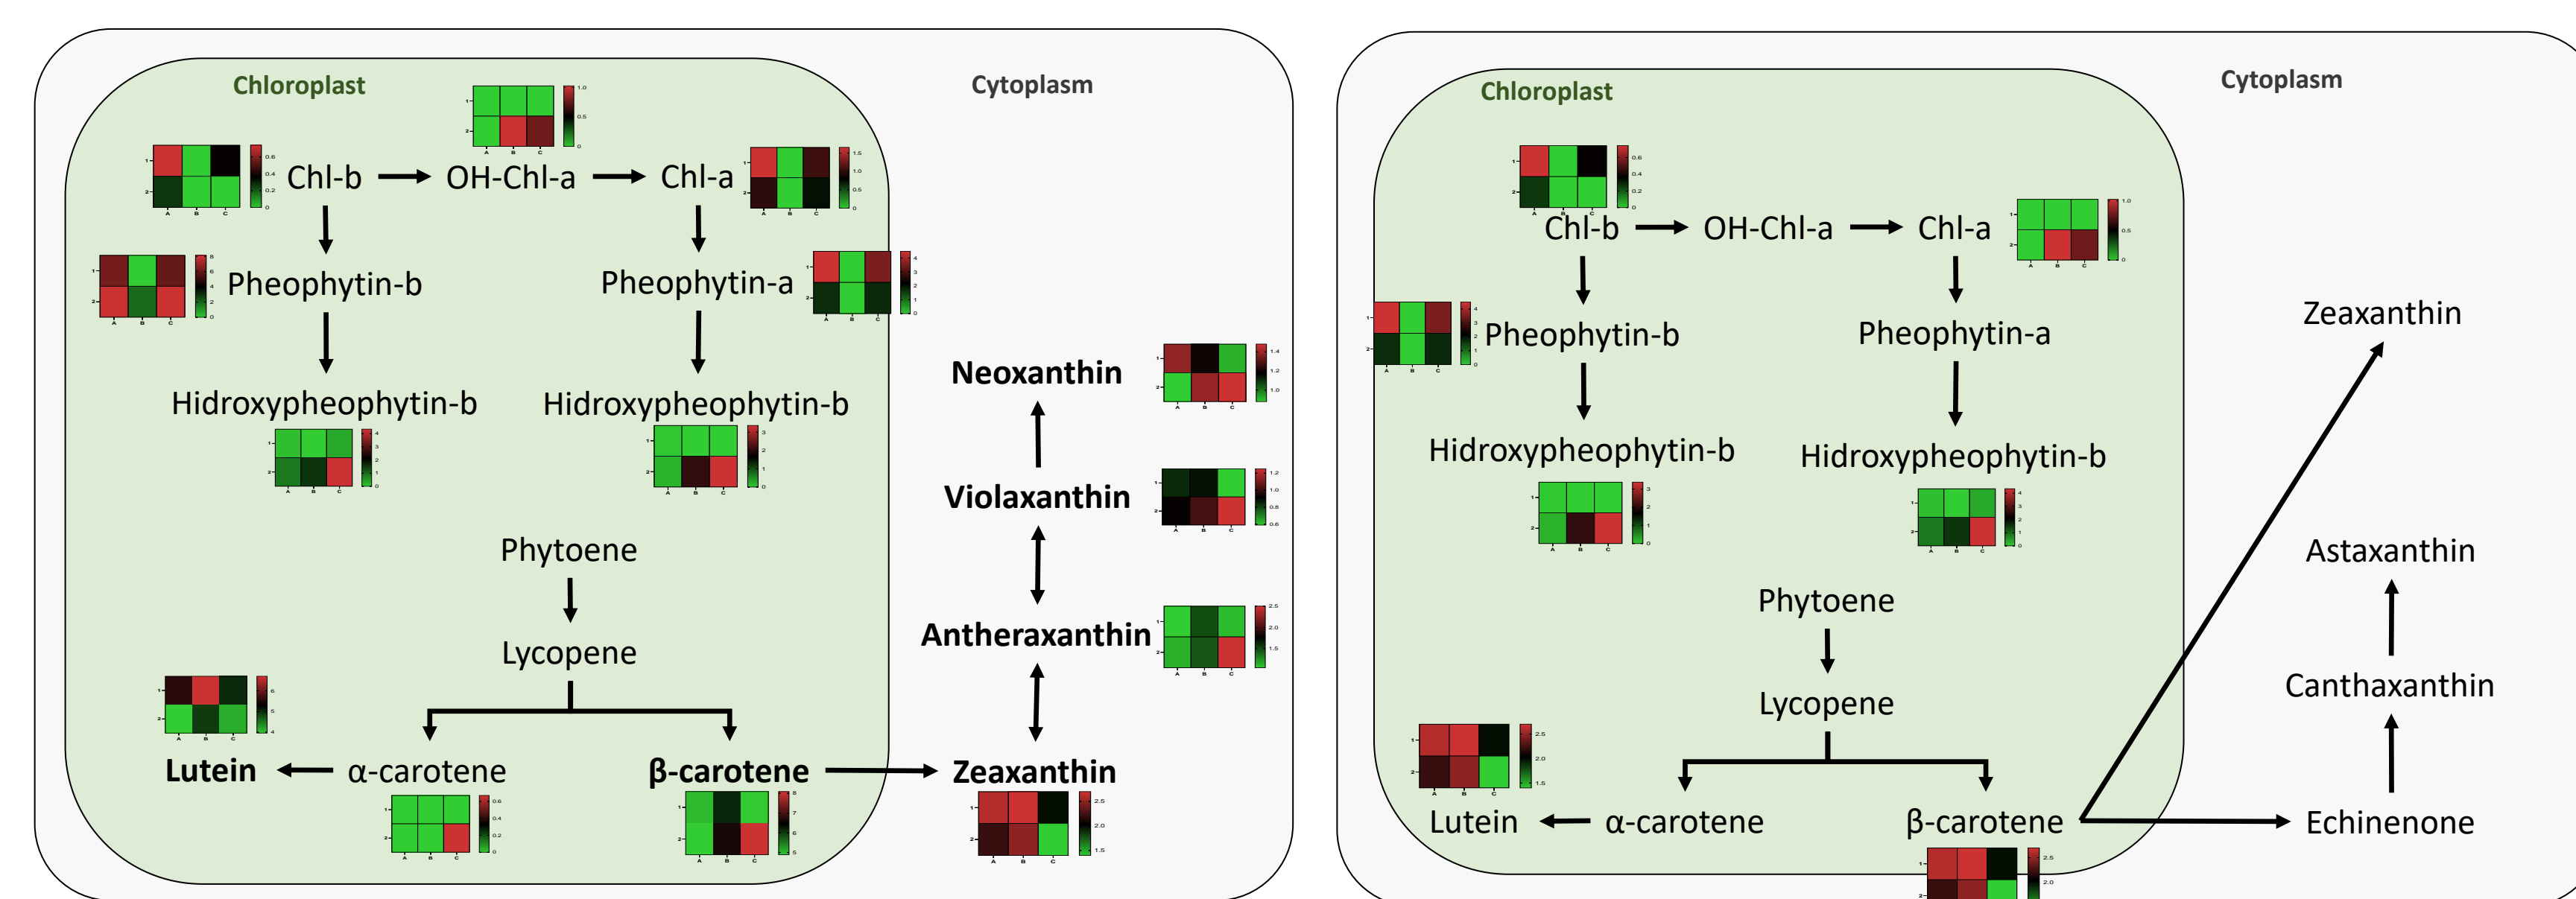 Chloroplast
Cytoplasm
Chl-b
OH-Chl-a
Chl-a
Pheophytin-b
Pheophytin-a
Hidroxypheophytin-b
Hidroxypheophytin-b
Neoxanthin
Violaxanthin
Phytoene
Antheraxanthin
Lycopene
Lutein
α-carotene
β-carotene
Zeaxanthin
Chloroplast
Cytoplasm
Chl-b
OH-Chl-a
Chl-a
Zeaxanthin
Pheophytin-b
Pheophytin-a
Hidroxypheophytin-b
Hidroxypheophytin-b
Astaxanthin
Phytoene
Canthaxanthin
Lycopene
Lutein
α-carotene
β-carotene
Echinenone